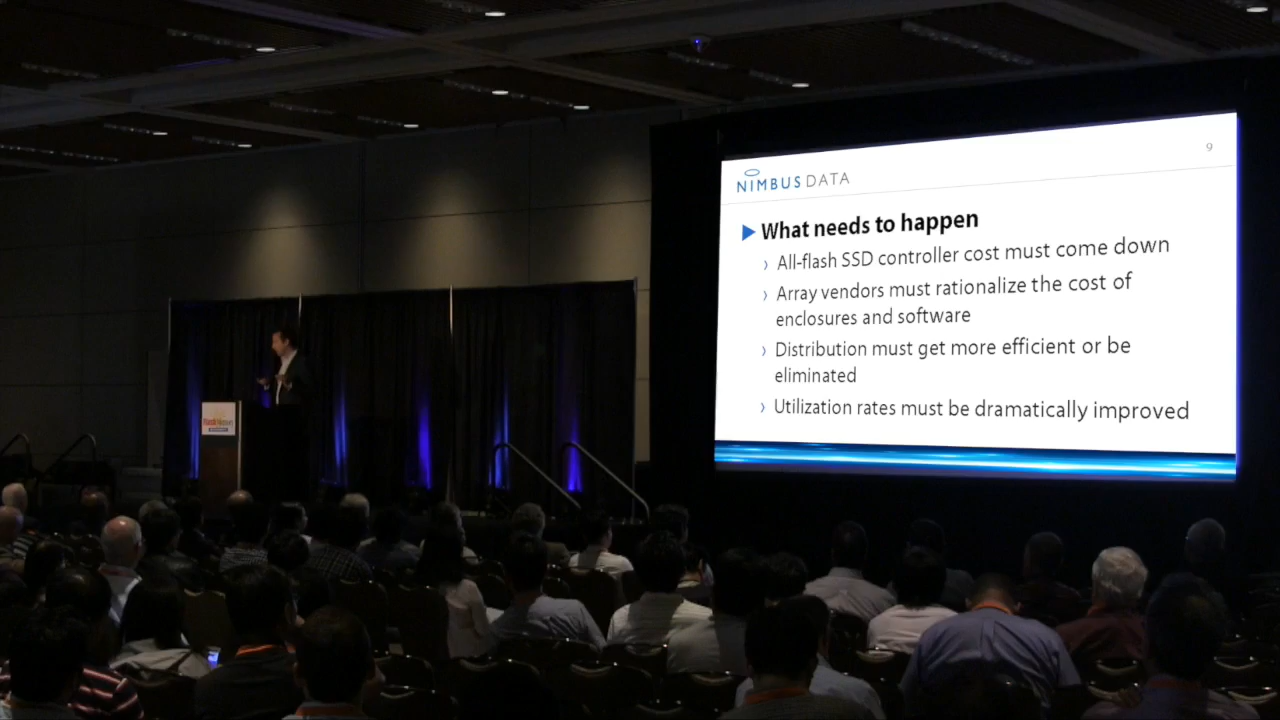 9
NIMBUS DATA
What needs to happen
All-flash SSD controller cost must come down
Array vendors must rationalize the cost of
enclosures and software
Distribution must get more efficient or be
eliminated
Utilization rates must be dramatically improved